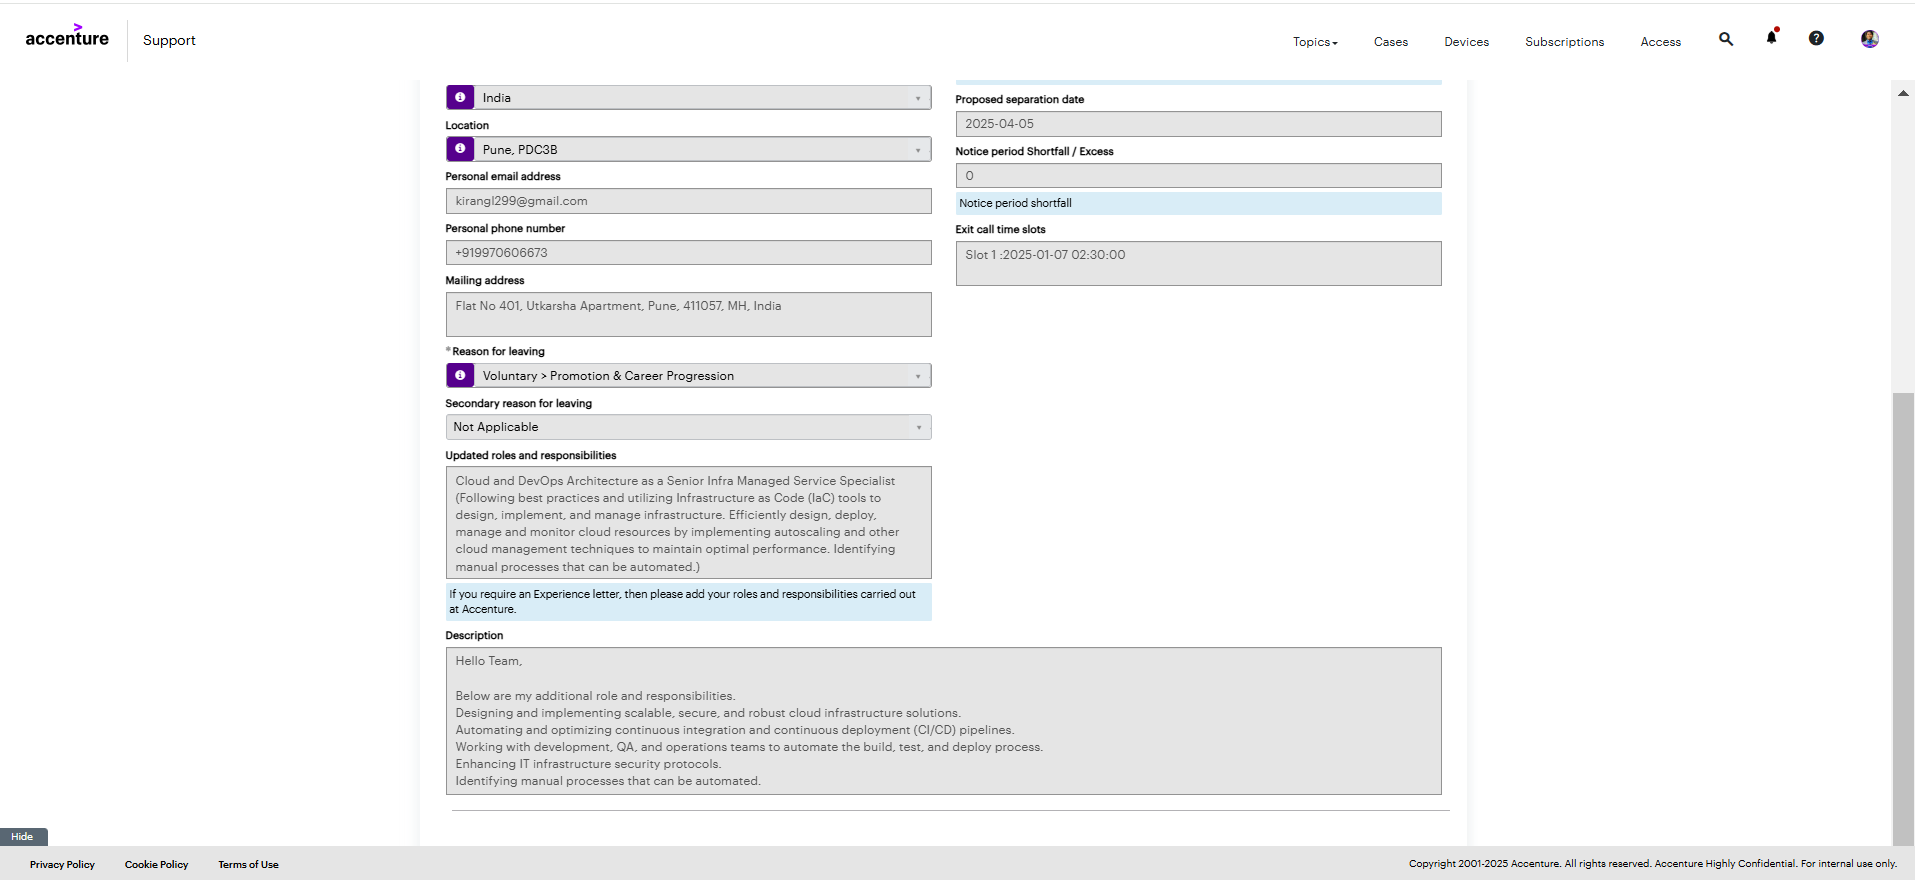 accenture
Support
Topics
Cases
Devices
Subscriptions
Access
India
Location
Pune, PDC3B
Personal email address
kirangl299@gmail.com
Personal phone number
+919970606673
Mailing address
Flat No 401, Utkarsha Apartment, Pune, 411057, MH, India
*Reason for leaving
Voluntary > Promotion & Career Progression
Secondary reason for leaving
Not Applicable
Updated roles and responsibilities
Cloud and DevOps Architecture as a Senior Infra Managed Service Specialist
(Following best practices and utilizing Infrastructure as Code (IaC) tools to
design, implement, and manage infrastructure. Efficiently design, deploy,
manage and monitor cloud resources by implementing autoscaling and other
cloud management techniques to maintain optimal performance. Identifying
manual processes that can be automated.)
If you require an Experience letter, then please add your roles and responsibilities carried out
at Accenture.
Proposed separation date
2025-04-05
Notice period Shortfall / Excess
0
Notice period shortfall
Exit call time slots
Slot 1 :2025-01-07 02:30:00
Description
Hello Team,
Below are my additional role and responsibilities.
Designing and implementing scalable, secure, and robust cloud infrastructure solutions.
Automating and optimizing continuous integration and continuous deployment (CI/CD) pipelines.
Working with development, QA, and operations teams to automate the build, test, and deploy process.
Enhancing IT infrastructure security protocols.
Identifying manual processes that can be automated.
Hide
Privacy Policy
Cookie Policy
Terms of Use
Copyright 2001-2025 Accenture. All rights reserved. Accenture Highly Confidential. For internal use only.